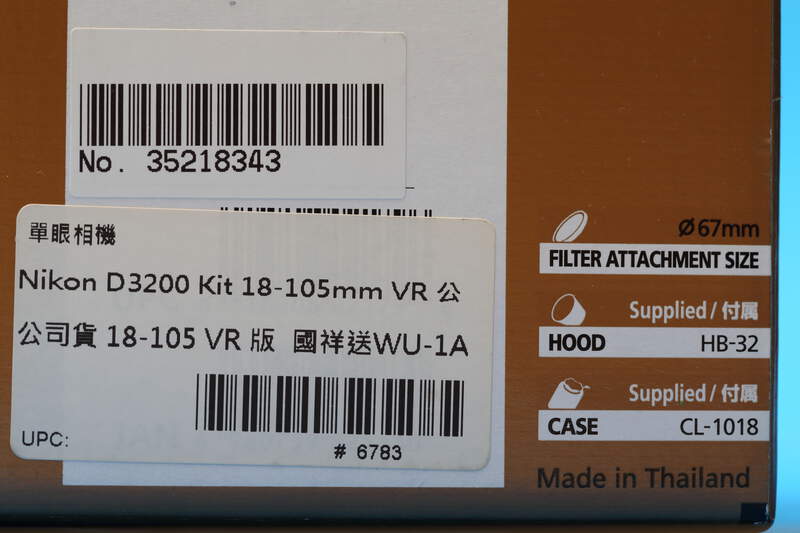 No. 35218343
單眼相機
Nikon D3200 Kit 18-105mm VR 公
公司貨 18-105 VR 版 國祥送WU-1A
UPC:
# 6783
Ø67mm
FILTER ATTACHMENT SIZE
Supplied / 付属
HOOD HB-32
Supplied / 付属
CASE CL-1018
Made in Thailand